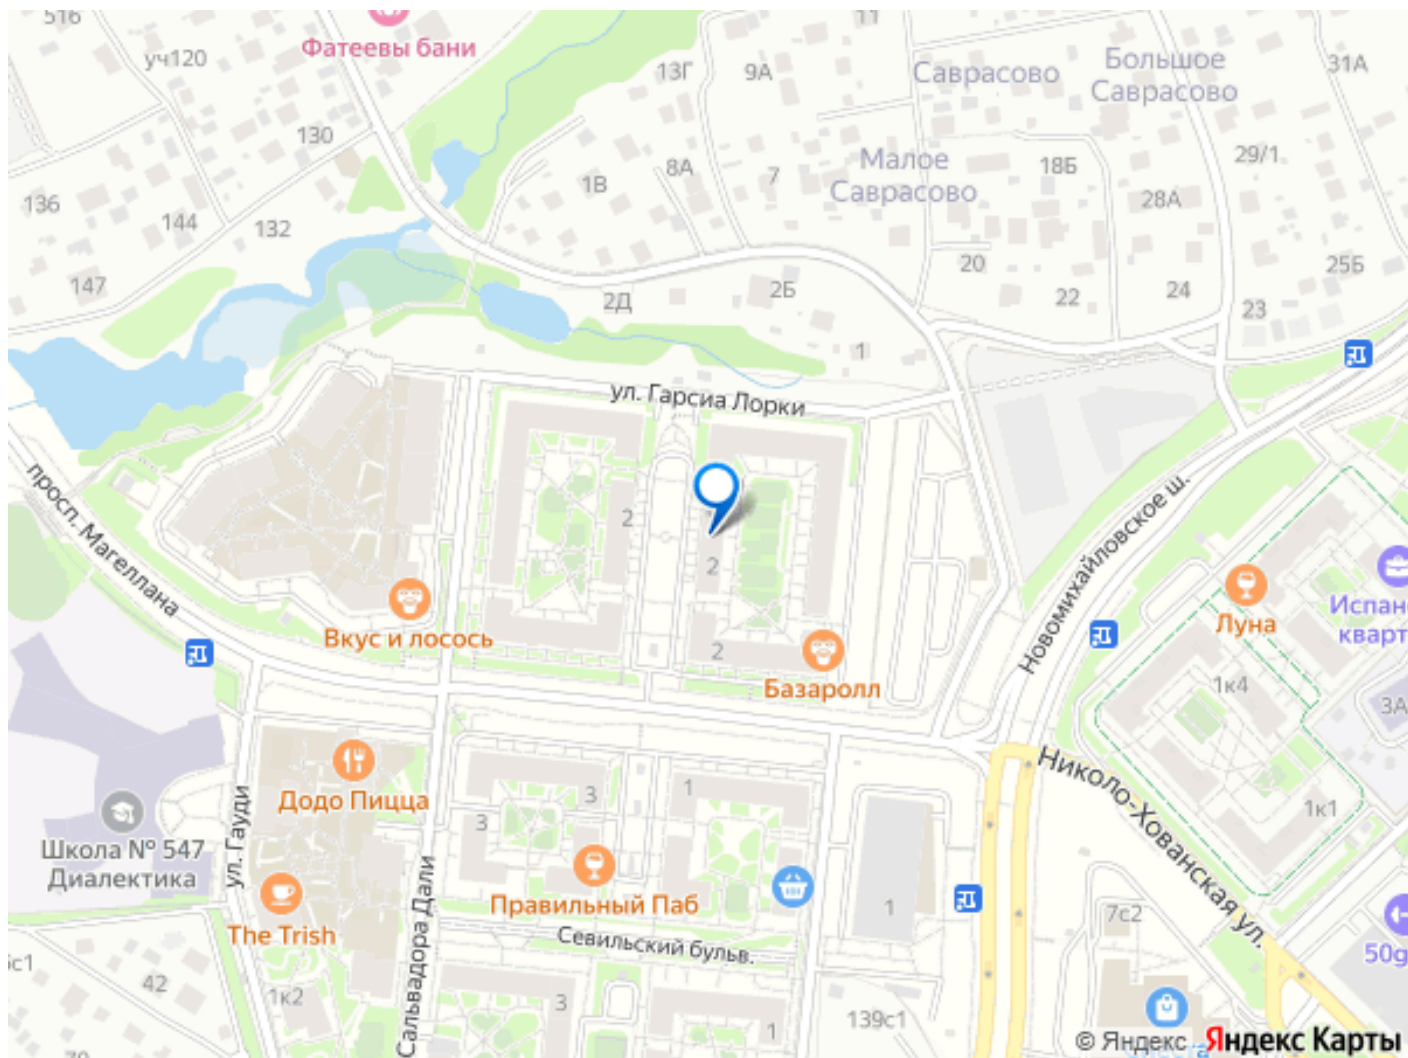 516
Фатеевы бани
уч120
11
13Г
9А
Саврасово
Большое
Саврасово
31А
130
Малое
Саврасово
18Б
29/1
8А
7
1В
28А
136
144
132
147
20
25Б
2Д
2Б
22
24
23
1
ул. Гарсиа Лорки
просп. Магеллана
Новомихайловское ш.
2
2
2
Вкус и лосось
Базаролл
Луна
Испан
кварт
1к4
3А
Николо-Хованская ул.
1к1
Додо Пицца
3
1
3
Школа № 547
Диалектика
ул. Гауди
Сальвадора Дали
Правильный Паб
The Trish
Севильский бульв.
1
7с2
50g
42
1к2
3
1
139с1
© Яндекс Яндекс Карты